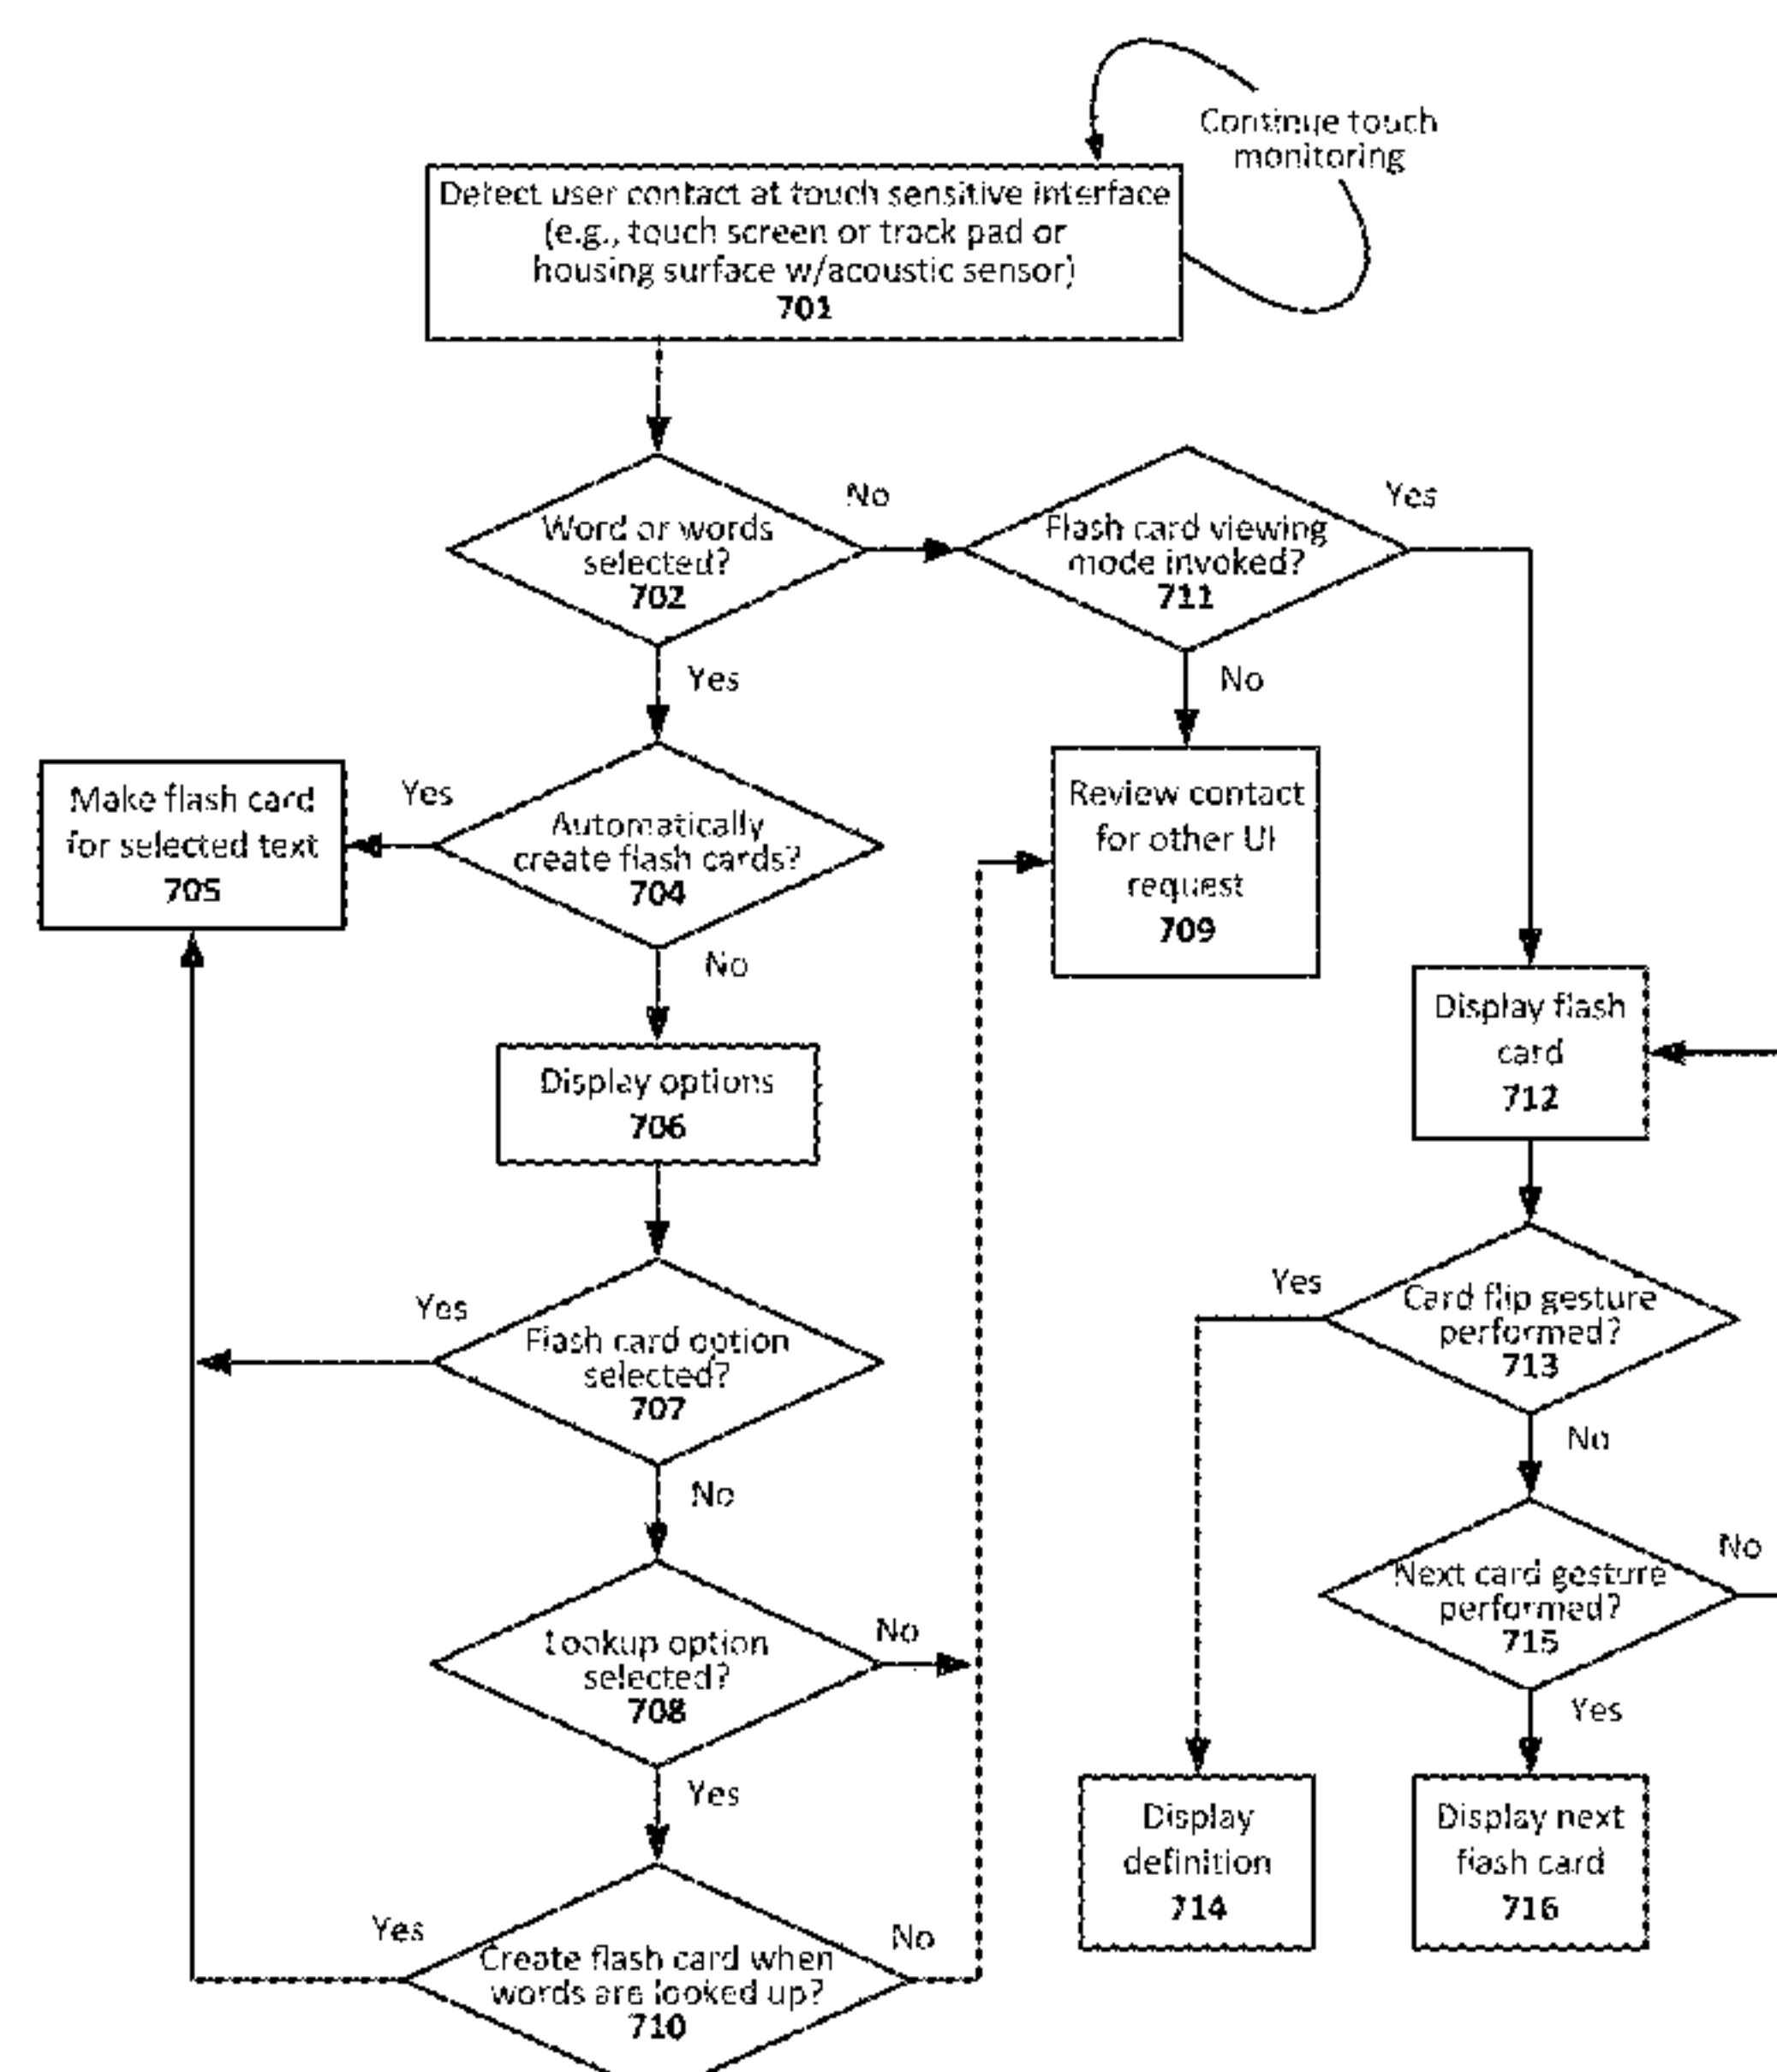 Continue touch
monitoring
Detect user contact at touch sensitive interface
(e.g., touch screen or track pad or
housing surface w/acoustic sensor)
701
Word or words
selected?
702
No
Flash card viewing
mode invoked?
711
Yes
Yes
No
Make flash card
for selected text
705
Yes
Automatically
create flash cards?
704
No
Review contact
for other UI
request
709
Display flash
card
712
Display options
706
Yes
Flash card option
selected?
707
No
Yes
Card flip gesture
performed?
713
No
Lookup option
selected?
708
No
Yes
Next card gesture
performed?
715
No
Yes
Display
definition
714
Display next
flash card
716
Yes
Create flash card when
words are looked up?
710
No